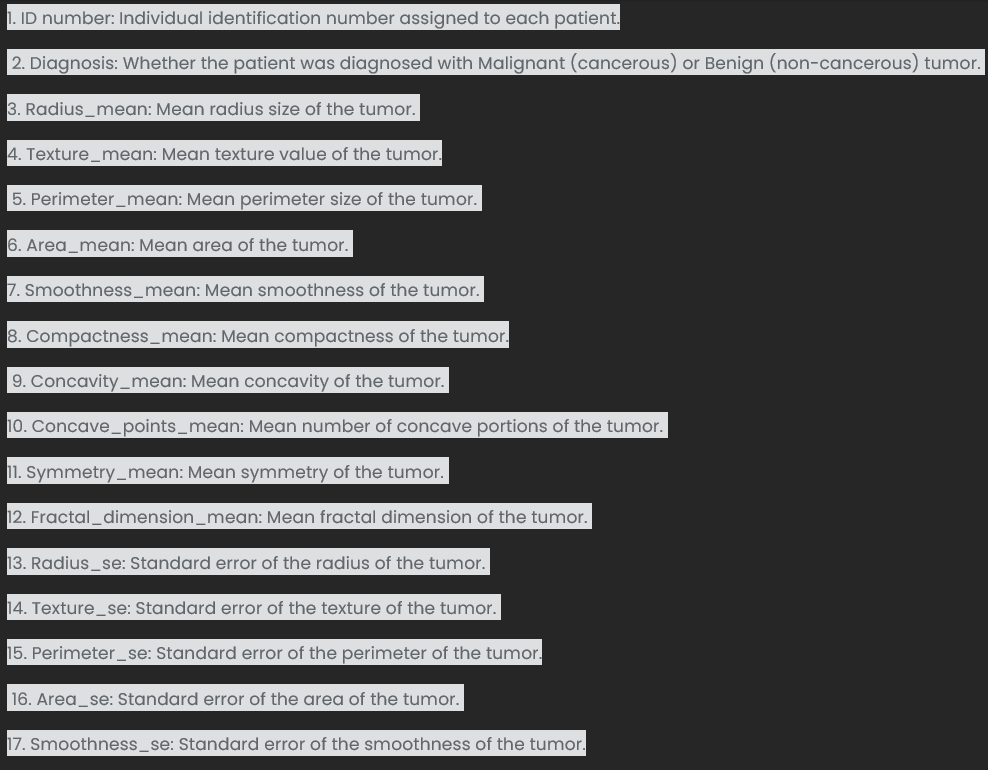 1. ID number: Individual identification number assigned to each patient.
2. Diagnosis: Whether the patient was diagnosed with Malignant (cancerous) or Benign (non-cancerous) tumor.
3. Radius_mean: Mean radius size of the tumor.
4. Texture_mean: Mean texture value of the tumor.
5. Perimeter_mean: Mean perimeter size of the tumor.
6. Area_mean: Mean area of the tumor.
7. Smoothness_mean: Mean smoothness of the tumor.
8. Compactness_mean: Mean compactness of the tumor.
9. Concavity_mean: Mean concavity of the tumor.
10. Concave_points_mean: Mean number of concave portions of the tumor.
11. Symmetry_mean: Mean symmetry of the tumor.
12. Fractal_dimension_mean: Mean fractal dimension of the tumor.
13. Radius_se: Standard error of the radius of the tumor.
14. Texture_se: Standard error of the texture of the tumor.
15. Perimeter_se: Standard error of the perimeter of the tumor.
16. Area_se: Standard error of the area of the tumor.
17. Smoothness_se: Standard error of the smoothness of the tumor.